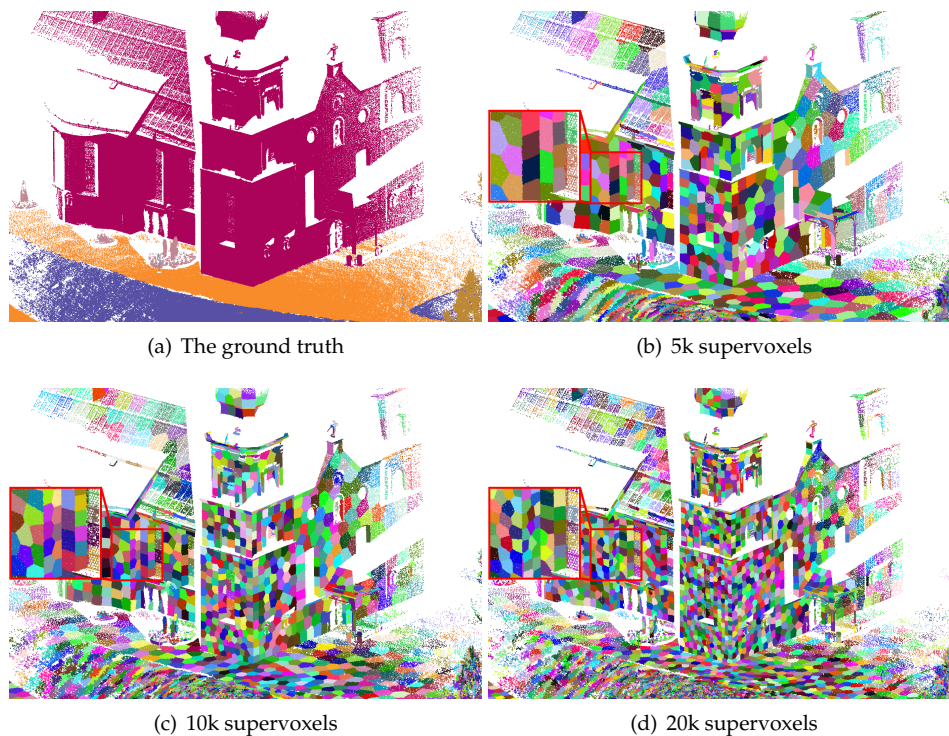 (a) The ground truth
(b) 5k supervoxels
(c) 10k supervoxels
(d) 20k supervoxels